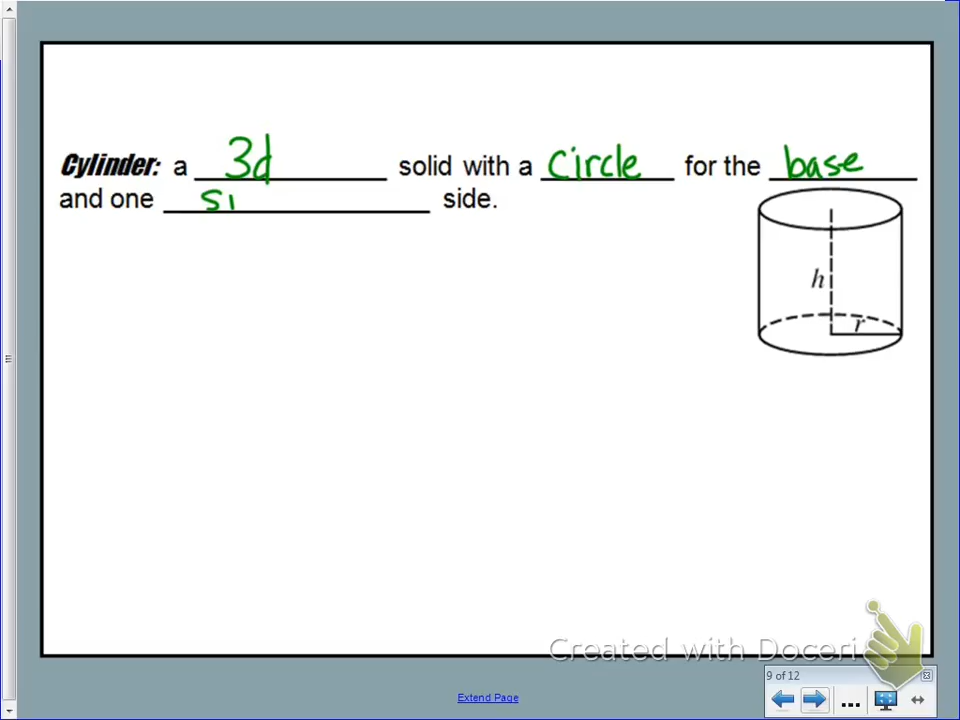 Cylinder: a 3d solid with a circle for the base
and one si side.
h
r
Created with Doceri
9 of 12
Extend Page